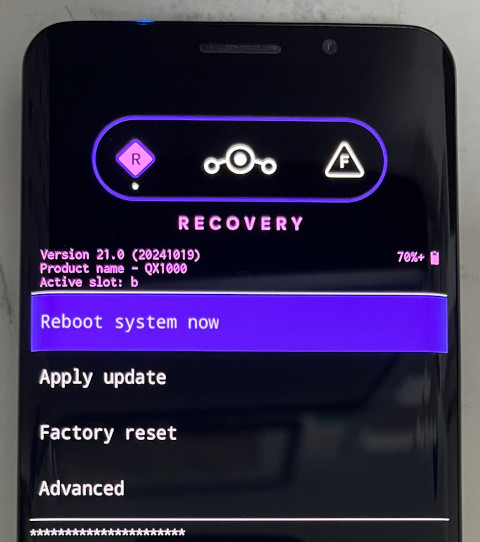 R F
RECOVERY
Version 21.0 (20241019)
70%+
Product name - QX1000
Active slot: b
Reboot system now
Apply update
Factory reset
Advanced
**********************